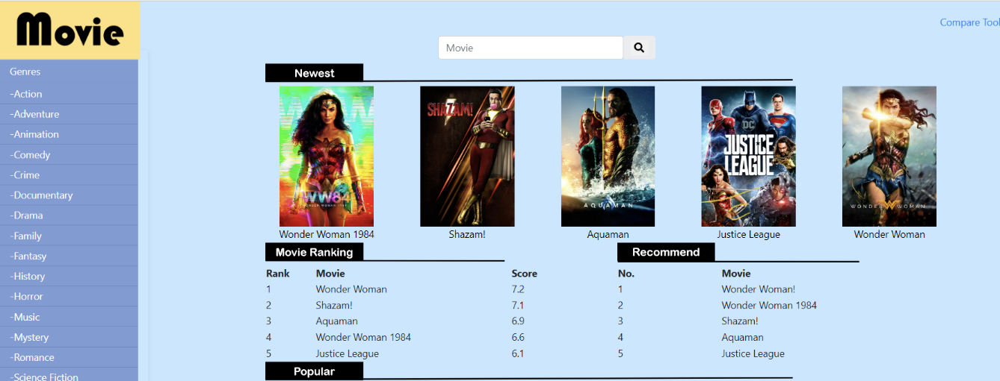 Movie
Compare Tool
Movie
Genres
-Action
-Adventure
-Animation
-Comedy
-Crime
-Documentary
-Drama
-Family
-Fantasy
-History
-Horror
-Music
-Mystery
-Romance
-Science Fiction
Newest
WW84
WONDER WOMAN 1984
SHAZAM!
AQUAMAN
DC
JUSTICE
LEAGUE
WONDER WOMAN
Wonder Woman 1984 Shazam! Aquaman Justice League Wonder Woman
Movie Ranking
Rank Movie Score
1 Wonder Woman 7.2
2 Shazam! 7.1
3 Aquaman 6.9
4 Wonder Woman 1984 6.6
5 Justice League 6.1
Recommend
No. Movie
1 Wonder Woman!
2 Wonder Woman 1984
3 Shazam!
4 Aquaman
5 Justice League
Popular